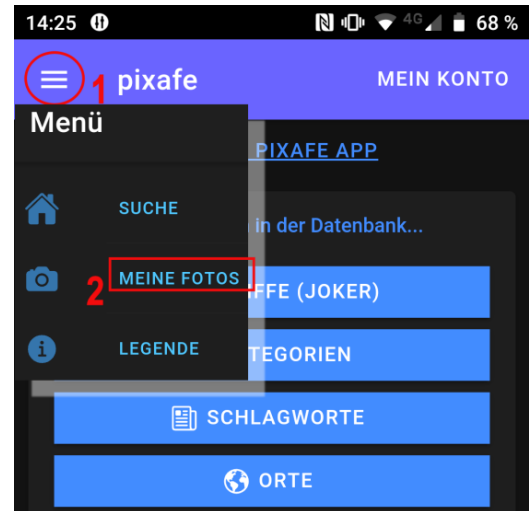 14:25 4G 68 %
1 pixafe MEIN KONTO
Menü
PIXAFE APP
SUCHE
in der Datenbank...
2 MEINE FOTOS
IFFE (JOKER)
LEGENDE
TEGORIEN
SCHLAGWORTE
ORTE